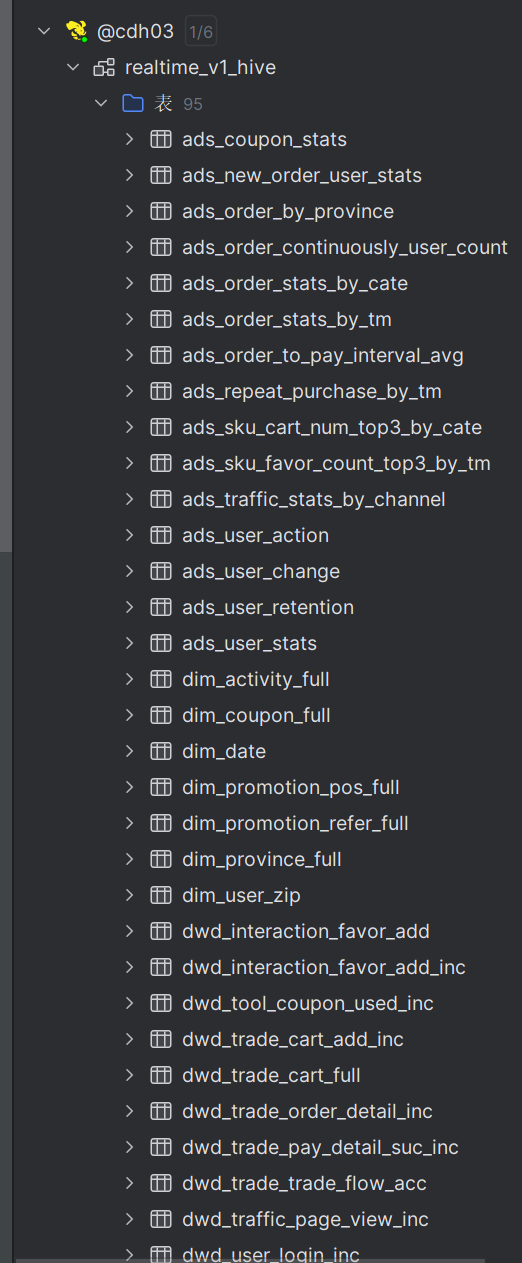 @cdh03 1/6
realtime_v1_hive
表 95
ads_coupon_stats
ads_new_order_user_stats
ads_order_by_province
ads_order_continuously_user_count
ads_order_stats_by_cate
ads_order_stats_by_tm
ads_order_to_pay_interval_avg
ads_repeat_purchase_by_tm
ads_sku_cart_num_top3_by_cate
ads_sku_favor_count_top3_by_tm
ads_traffic_stats_by_channel
ads_user_action
ads_user_change
ads_user_retention
ads_user_stats
dim_activity_full
dim_coupon_full
dim_date
dim_promotion_pos_full
dim_promotion_refer_full
dim_province_full
dim_user_zip
dwd_interaction_favor_add
dwd_interaction_favor_add_inc
dwd_tool_coupon_used_inc
dwd_trade_cart_add_inc
dwd_trade_cart_full
dwd_trade_order_detail_inc
dwd_trade_pay_detail_suc_inc
dwd_trade_trade_flow_acc
dwd_traffic_page_view_inc
dwd_user_login_inc